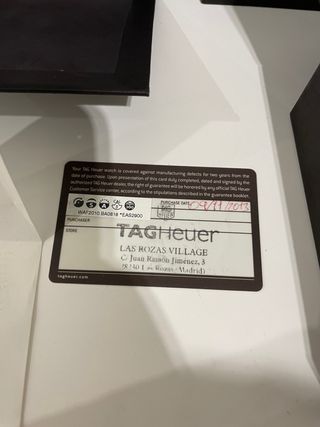 Your TAG Heuer watch is covered against manufacturing defects for two years from the
date of purchase. Upon presentation of this card duly completed, dated and signed by the
authorized TAG Heuer dealer, the right of guarantee will be honored by any official TAG Heuer
Customer Service center, according to the stipulations described in the guarantee booklet.
CAL
PURCHASE DATE
WAF2010.BA0818 *EAS2900
PURCHASER
STORE
TAGHeuer
LAS ROZAS VILLAGE
C/ Juan Ramón Jiménez, 3
Las Rozas (Madrid)
tagheuer.com